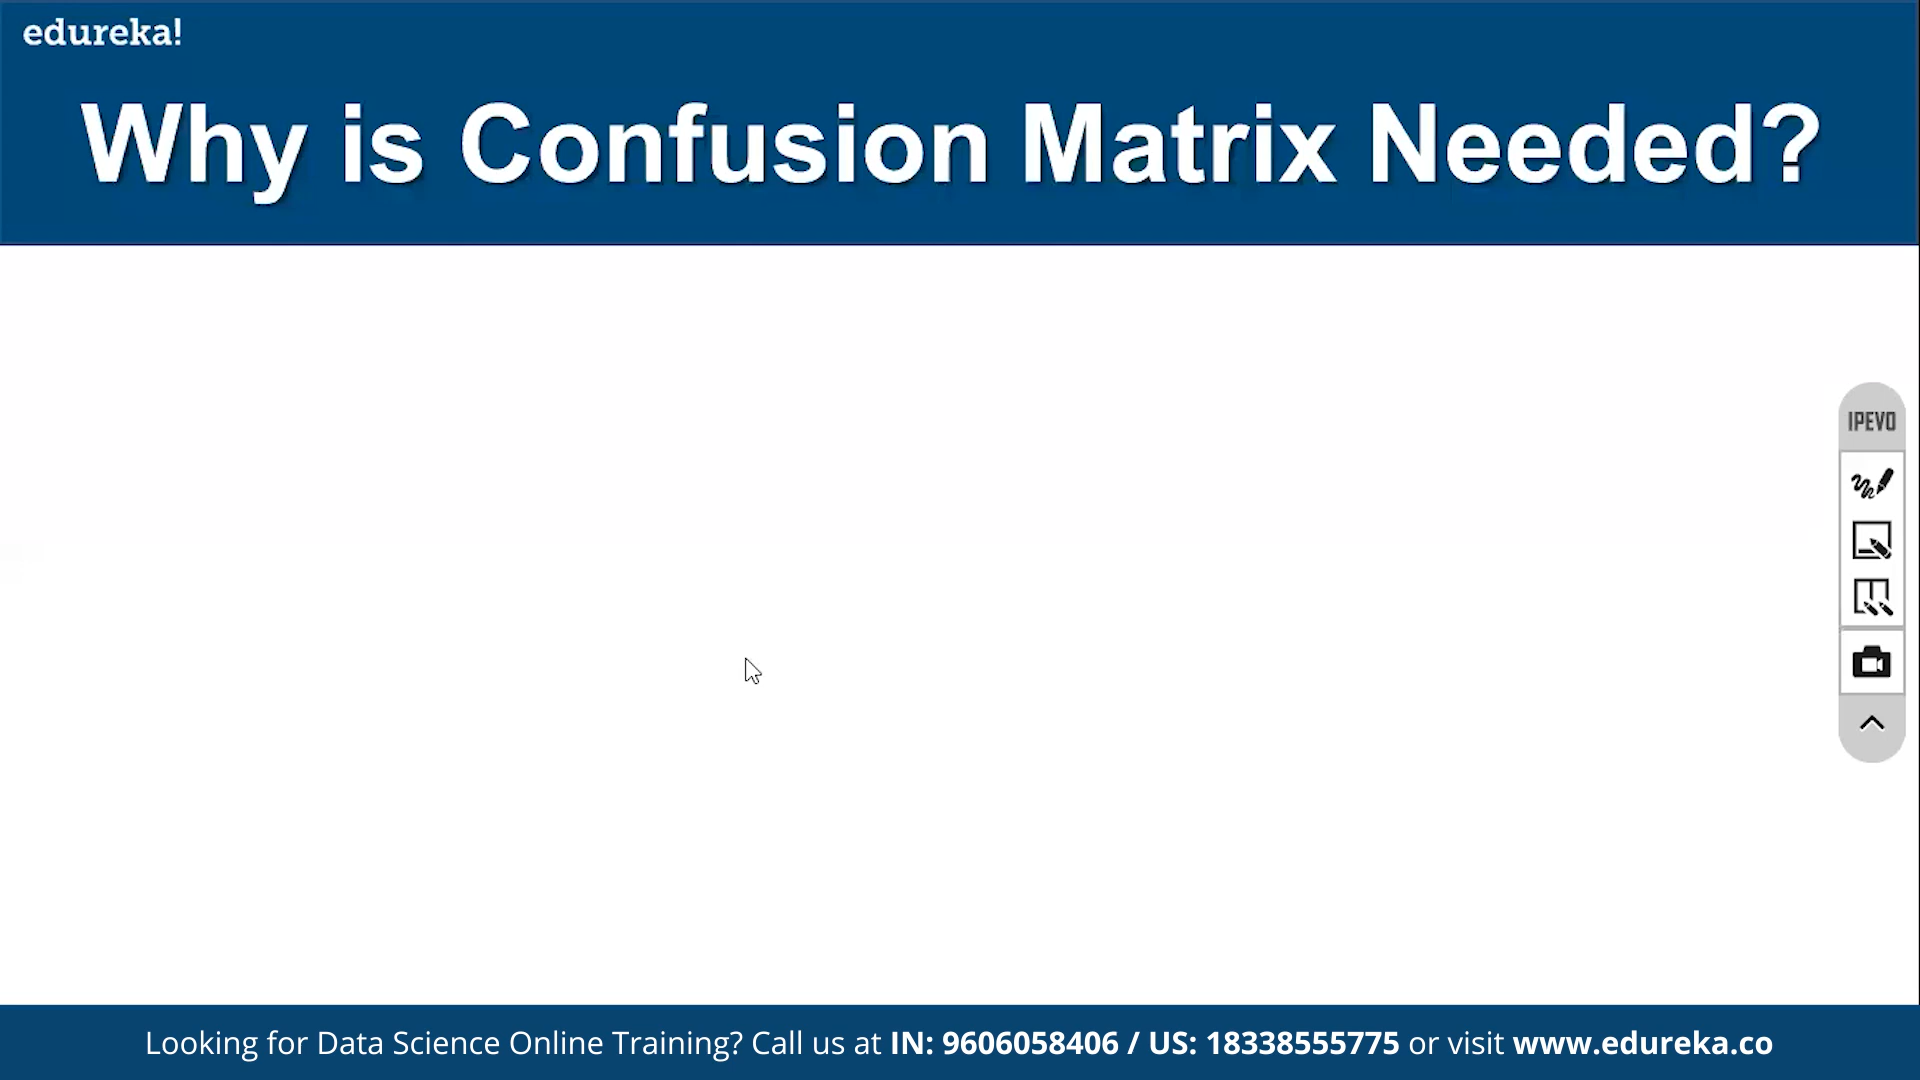 edureka!
Why is Confusion Matrix Needed?
IPEVO
Looking for Data Science Online Training? Call us at IN: 9606058406 / US: 18338555775 or visit www.edureka.co